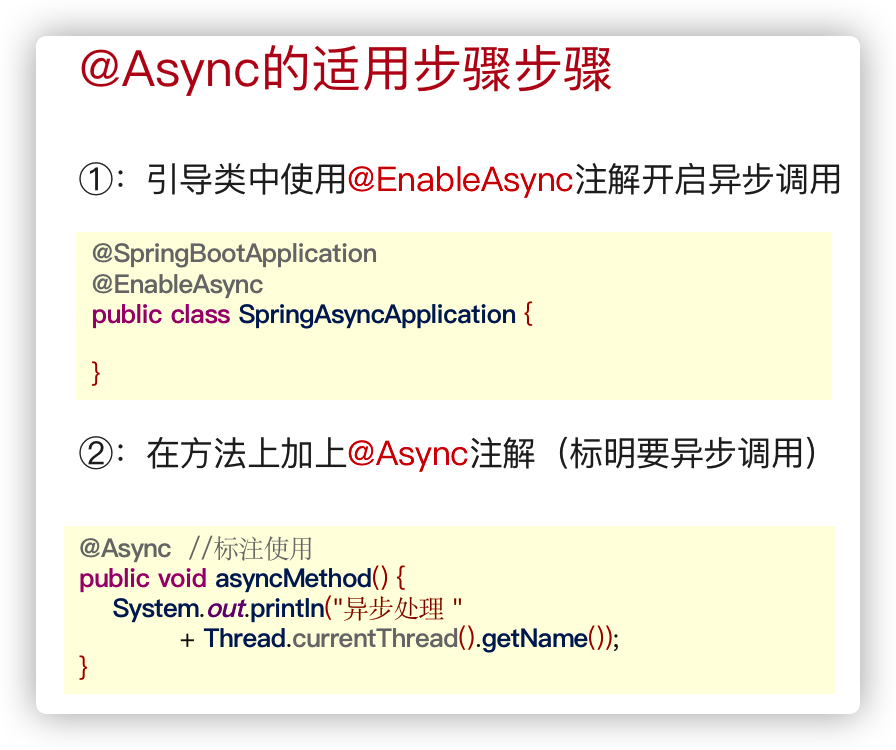 @Async的适用步骤步骤
①：引导类中使用@EnableAsync注解开启异步调用
@SpringBootApplication
@EnableAsync
public class SpringAsyncApplication {
}
②：在方法上加上@Async注解（标明要异步调用）
@Async //标注使用
public void asyncMethod() {
System.out.println("异步处理 "
+ Thread.currentThread().getName());
}